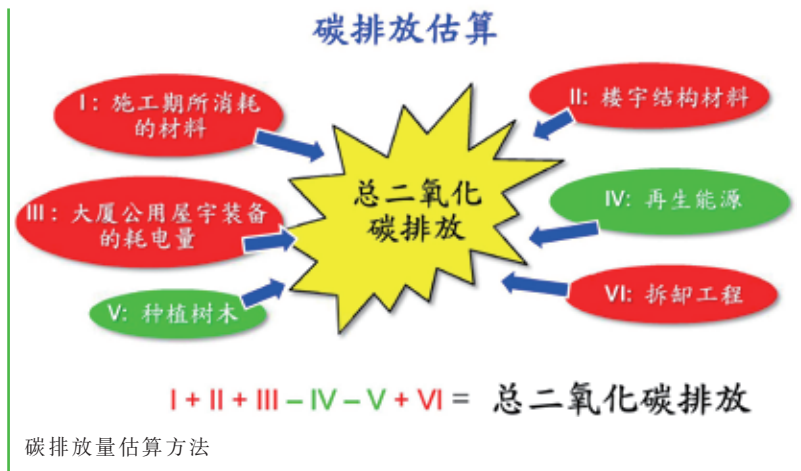 碳排放估算
I：施工期所消耗
的材料
II: 楼宇结构材料
总二氧化
碳排放
III：大厦公用屋宇装备
的耗电量
IV: 再生能源
V: 种植树木
VI: 拆卸工程
I + II + III – IV – V + VI = 总二氧化碳排放
碳排放量估算方法